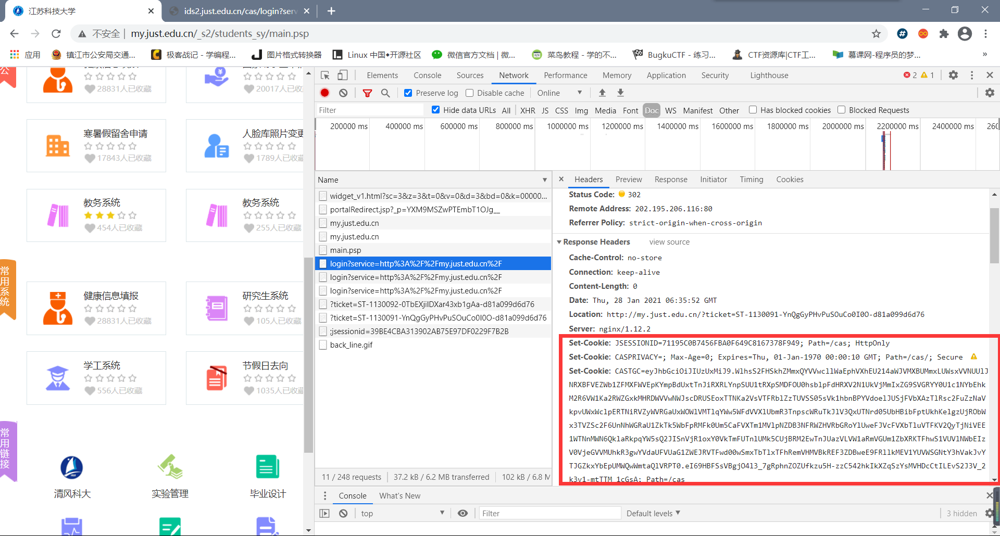 江苏科技大学
ids2.just.edu.cn/cas/login?serv
不安全 | my.just.edu.cn/_s2/students_sy/main.psp
应用 镇江市公安局交通... 极客战记 - 学编程... 图片格式转换器 Linux 中国◆开源社区 微信官方文档 | 微... 菜鸟教程 - 学的不... BugkuCTF - 练习... CTF资源库|CTF工... 慕课网-程序员的梦... »
公
28831人已收藏
20017人已收
寒暑假留舍申请
17843人已收藏
人脸库照片变更
1789人已收藏
教务系统
454人已收藏
教务系统
255人已收藏
常用系统
健康信息填报
28831人已收藏
研究生系统
105人已收藏
学工系统
556人已收藏
节假日去向
1035人已收藏
常用链接
清风科大
实验管理
毕业设计
Elements Console Sources Network Performance Memory Application Security Lighthouse 2 1
Preserve log Disable cache Online
Filter Hide data URLs All XHR JS CSS Img Media Font Doc WS Manifest Other Has blocked cookies Blocked Requests
200000 ms 400000 ms 600000 ms 800000 ms 1000000 ms 1200000 ms 1400000 ms 1600000 ms 1800000 ms 2000000 ms 2200000 ms 2400000 ms 260
Name
widget_v1.html?sc=3&z=3&t=0&v=0&d=3&bd=0&k=00000...
portalRedirect.jsp?_p=YXM9MSZwPTEmbT1OJg__
my.just.edu.cn
my.just.edu.cn
main.psp
login?service=http%3A%2F%2Fmy.just.edu.cn%2F
login?service=http%3A%2F%2Fmy.just.edu.cn%2F
login?service=http%3A%2F%2Fmy.just.edu.cn%2F
?ticket=ST-1130092-0TbEXjilDXar43xb1gAa-d81a099d6d76
?ticket=ST-1130091-YnQgGyPHvPuSOuCo0I0O-d81a099d6d76
;jsessionid=39BE4CBA313902AB75E97DF0229F7B2B
back_line.gif
11 / 248 requests 37.2 kB / 6.2 MB transferred 102 kB / 6.8 M
Headers Preview Response Initiator Timing Cookies
Status Code: 302
Remote Address: 202.195.206.116:80
Referrer Policy: strict-origin-when-cross-origin
Response Headers view source
Cache-Control: no-store
Connection: keep-alive
Content-Length: 0
Date: Thu, 28 Jan 2021 06:35:52 GMT
Location: http://my.just.edu.cn/?ticket=ST-1130091-YnQgGyPHvPuSOuCo0I0O-d81a099d6d76
Server: nginx/1.12.2
Set-Cookie: JSESSIONID=71195C0B7456FBA0F649C8167378F949; Path=/cas; HttpOnly
Set-Cookie: CASPRIVACY=; Max-Age=0; Expires=Thu, 01-Jan-1970 00:00:10 GMT; Path=/cas/; Secure
Set-Cookie: CASTGC=eyJhbGciOiJIUzUxMiJ9.WlhsS2FHSkhZMmxQYVVwcllWaEphVXhEU214aWJVMXBUMmxLUWsxVVNUUlJ
NRXBFVEZWb1ZFMXFWVEpKYmpBdUxtTnJiRXRLYnpSUU1tRXpSMDFOU0hsblpFdHRXV2N1UkVjMmIxZG9SVGRYY0U1c1NYbEhk
M2R6VW1Ka2RWZGxkMHRDWVVwNWJscDRUSEoxTTNKa2VsVTFRblZzTUVSS05sVk1hbnBPYVdoelJUSjFVbXAzTlRsc2FuZzNaV
kpvUWxWclpERTNiRVZyWVRGaUxWOWlVMTlqYWw5WFdVVXlUbmR3TnpscWRuTkJlV3QxUTNrd05UbHBibFptUkhKelgzUjRObW
x3TVZSc2F6UnNhWGRaU1ZkTk5WbFpRMFk0Um5CaFVXTm1MVlpNZDB3NFRWZHVRbGRoYlUweFJVcFVXbTluVTFKV2QyTjNiVEE
1WTNnMWN6QklaRkpqYW5sQ2JISnVjR1oxY0VkTmFUTnlUMk5CUjBRM2EwTnJUazVLVW1aRmVGUm1ZbXRKTFhwS1VUVlNWbEIz
V0VjeGVVMUhkR3gwYVdaUFVUaG1ZWEJRVTFwd00wSmxTbTlxTFhRemVHMVBkREF3ZDBweE9FRllkMEV1YUVWSGNtY3hVakJvY
TJGZkxYbEpUMWQwWmtaQlVRPT0.eI69HBFSsVBgjO4l3_7gRphnZOZUfkzu5H-zzC542hkIkXZqSzYsMVHDcCtILEvS2J3V_2
k3v1-mtTTM_1cGsA; Path=/cas
Console What's New
top Filter Default levels 3 hidden